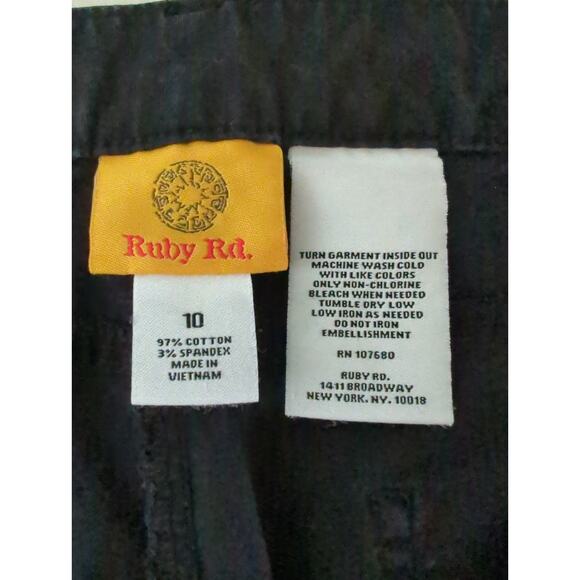 Ruby Rd.
10
97% COTTON
3% SPANDEX
MADE IN
VIETNAM
TURN GARMENT INSIDE OUT
MACHINE WASH COLD
WITH LIKE COLORS
ONLY NON-CHLORINE
BLEACH WHEN NEEDED
TUMBLE DRY LOW
LOW IRON AS NEEDED
DO NOT IRON
EMBELLISHMENT
RN 107680
RUBY RD.
1411 BROADWAY
NEW YORK. NY. 10018